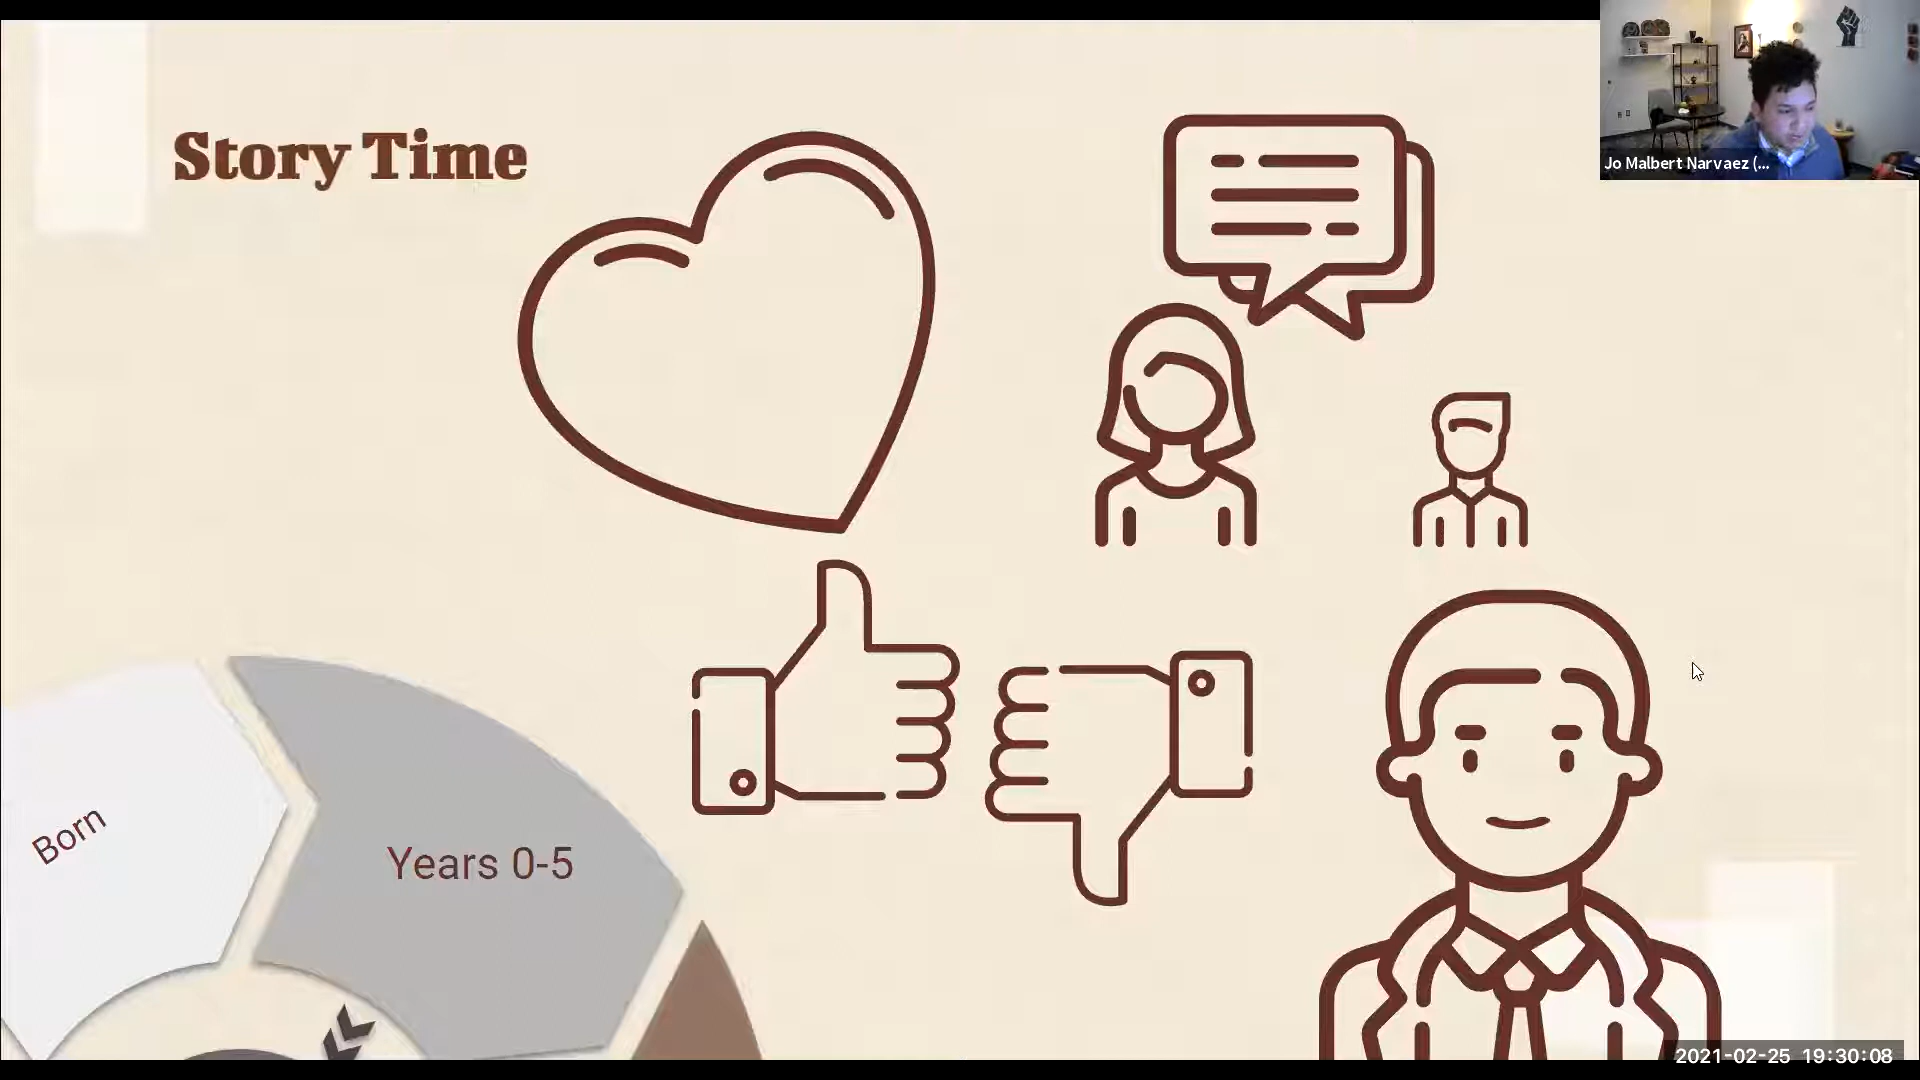 Story Time
Jo Malbert Narvaez (...
Born
Years 0-5
2021-02-25 19:30:08